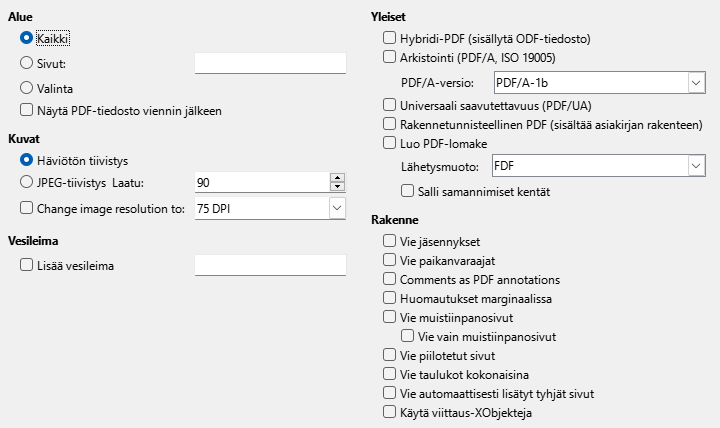 Alue
Kaikki
Sivut:
Valinta
Näytä PDF-tiedosto viennin jälkeen
Kuvat
Häviötön tiivistys
JPEG-tiivistys Laatu: 90
Change image resolution to: 75 DPI
Vesileima
Lisää vesileima
Yleiset
Hybridi-PDF (sisällytä ODF-tiedosto)
Arkistointi (PDF/A, ISO 19005)
PDF/A-versio: PDF/A-1b
Universaali saavutettavuus (PDF/UA)
Rakennetunnisteellinen PDF (sisältää asiakirjan rakenteen)
Luo PDF-lomake
Lähetysmuoto: FDF
Salli samannimiset kentät
Rakenne
Vie jäsennykset
Vie paikanvaraajat
Comments as PDF annotations
Huomautukset marginaalissa
Vie muistiinpanosivut
Vie vain muistiinpanosivut
Vie piilotetut sivut
Vie taulukot kokonaisina
Vie automaattisesti lisätyt tyhjät sivut
Käytä viittaus-XObjekteja